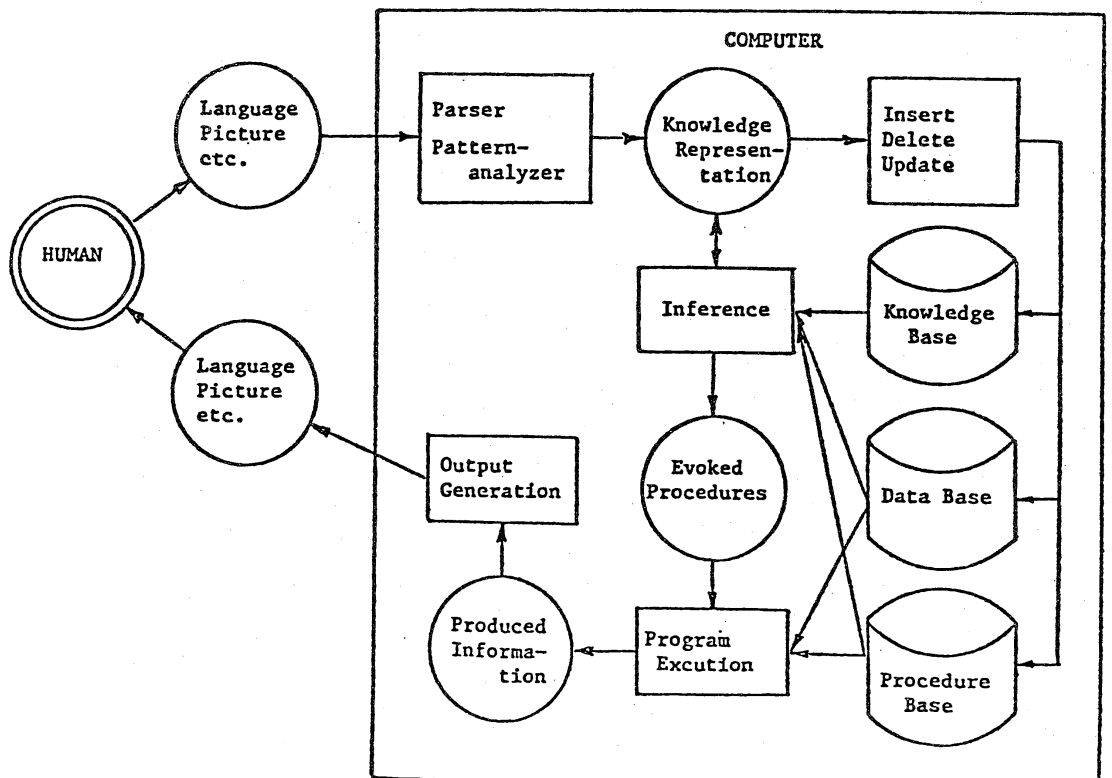 COMPUTER
Language
Picture
etc.
Parser
Pattern-
analyzer
Knowledge
Represen-
tation
Insert
Delete
Update
HUMAN
Inference
Knowledge
Base
Language
Picture
etc.
Output
Generation
Evoked
Procedures
Data Base
Produced
Informa-
tion
Program
Excution
Procedure
Base